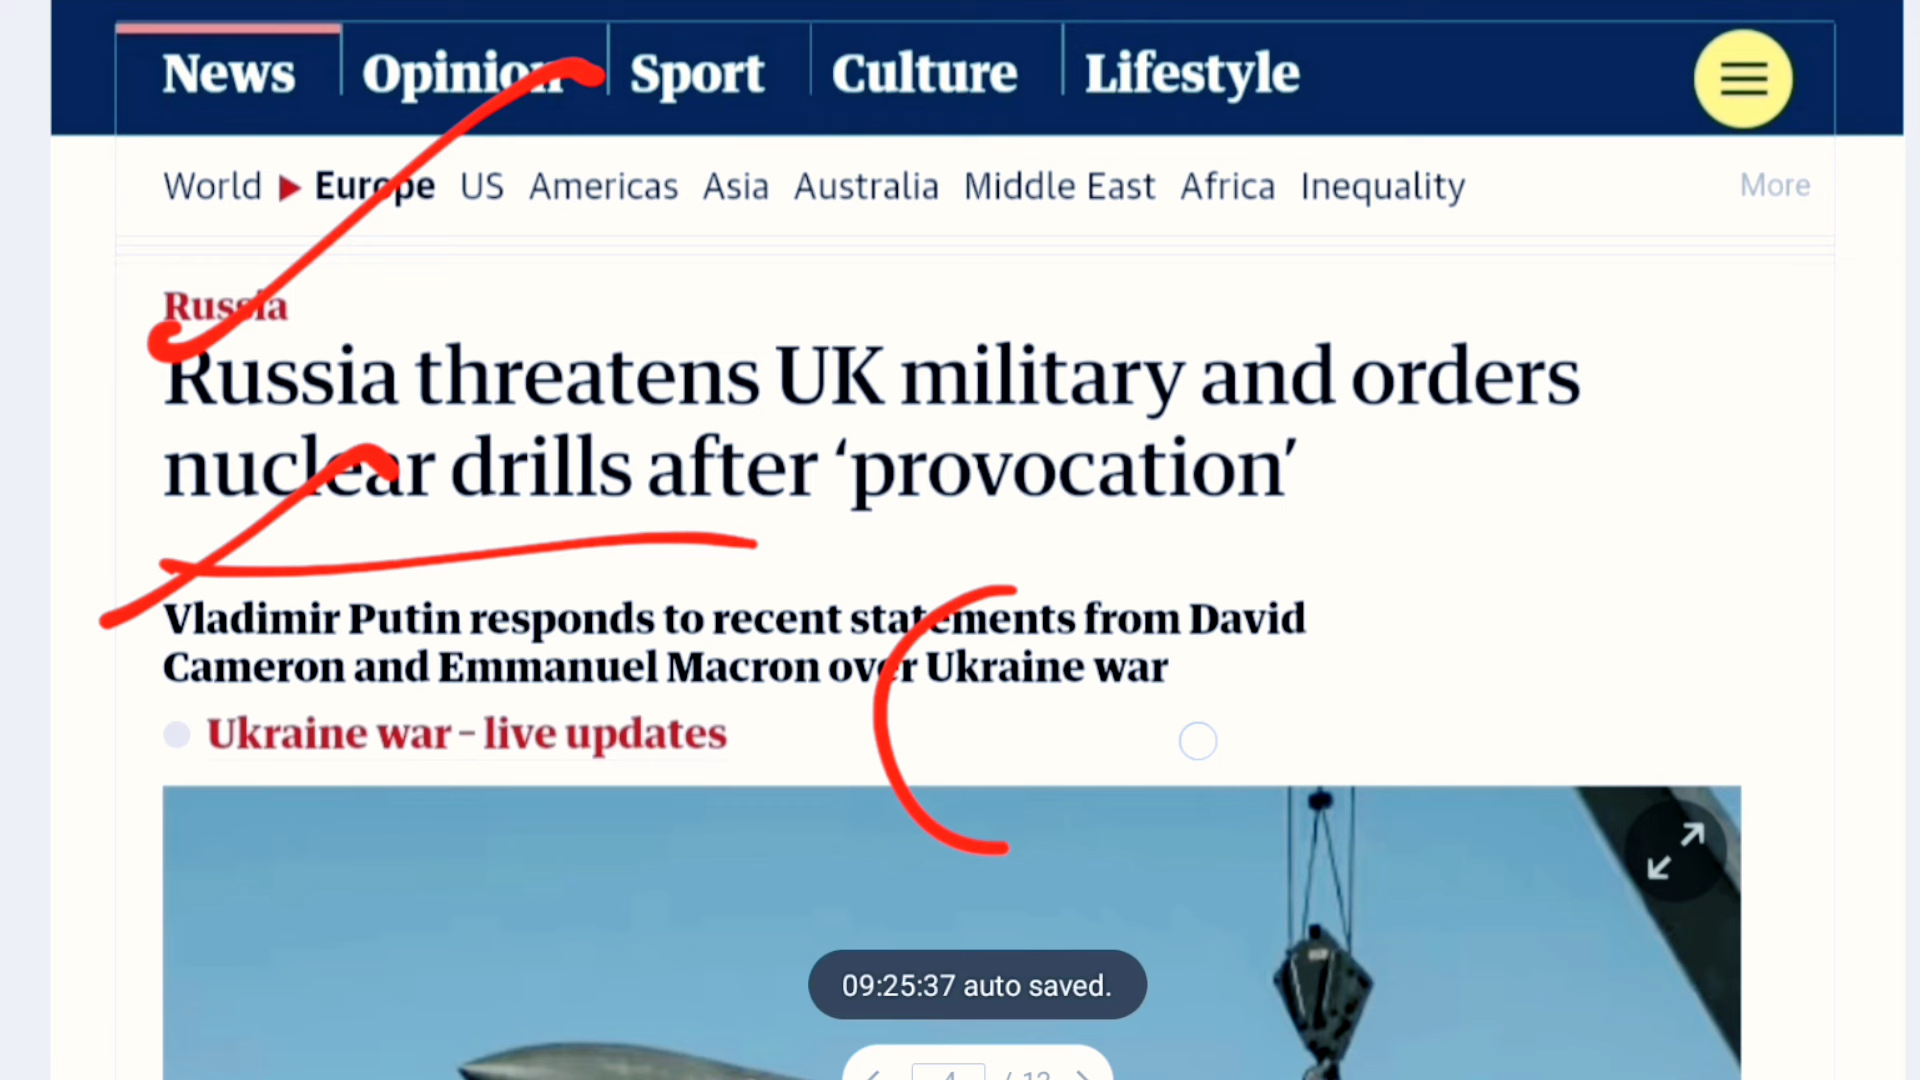 News Opinion Sport Culture Lifestyle
World Europe US Americas Asia Australia Middle East Africa Inequality More
Russia
Russia threatens UK military and orders
nuclear drills after ‘provocation’
Vladimir Putin responds to recent statements from David
Cameron and Emmanuel Macron over Ukraine war
Ukraine war – live updates
09:25:37 auto saved.
4 / 12